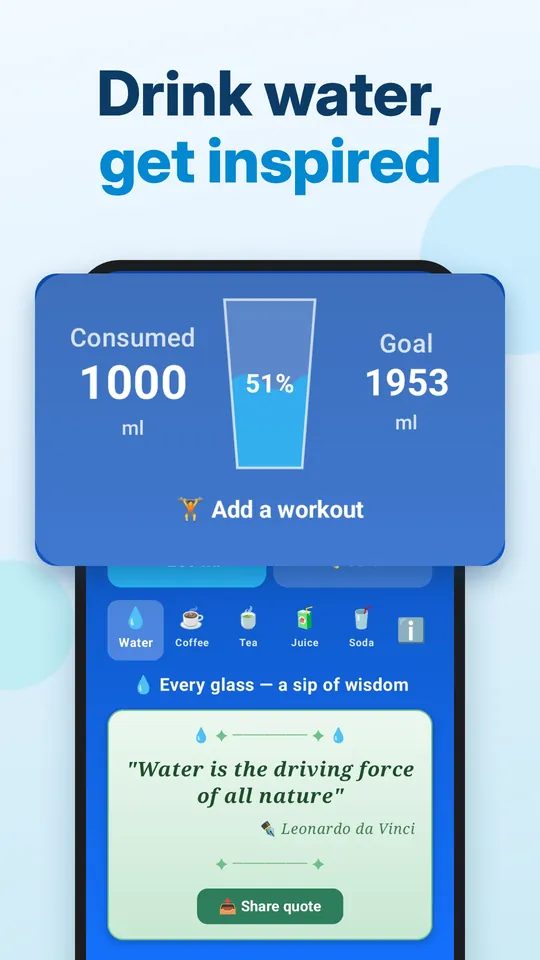 Drink water,
get inspired
Consumed
1000
ml
51%
Goal
1953
ml
Add a workout
Water
Coffee
Tea
Juice
Soda
Every glass — a sip of wisdom
"Water is the driving force
of all nature"
Leonardo da Vinci
Share quote